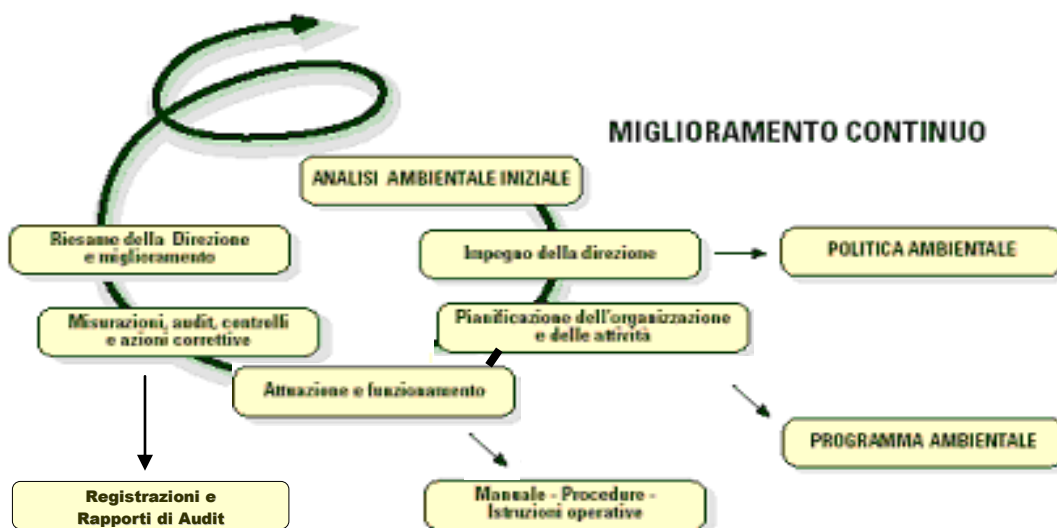 MIGLIORAMENTO CONTINUO
ANALISI AMBIENTALE INIZIALE
Riesame della Direzione
e miglioramento
Impegno della direzione
POLITICA AMBIENTALE
Misurazioni, audit, controlli
e azioni correttive
Pianificazione dell'organizzazione
e delle attività
Attuazione e funzionamento
PROGRAMMA AMBIENTALE
Registrazioni e
Rapporti di Audit
Manuale - Procedure -
Istruzioni operative